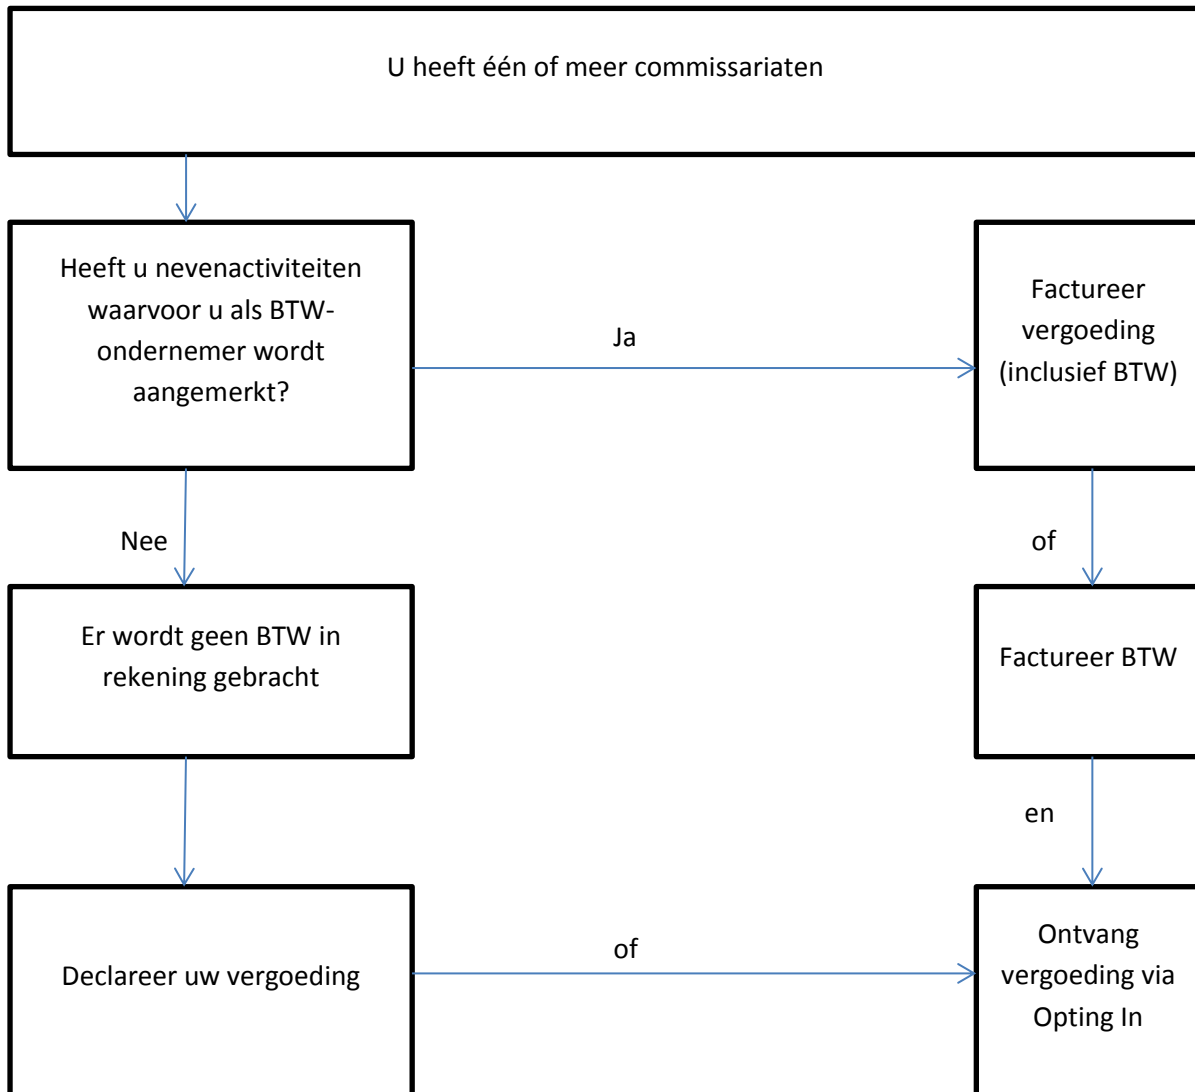 U heeft één of meer commissariaten
Heeft u nevenactiviteiten
waarvoor u als BTW-
ondernemer wordt
aangemerkt?
Ja
Factureer
vergoeding
(inclusief BTW)
Nee
of
Er wordt geen BTW in
rekening gebracht
Factureer BTW
en
Declareer uw vergoeding
of
Ontvang
vergoeding via
Opting In